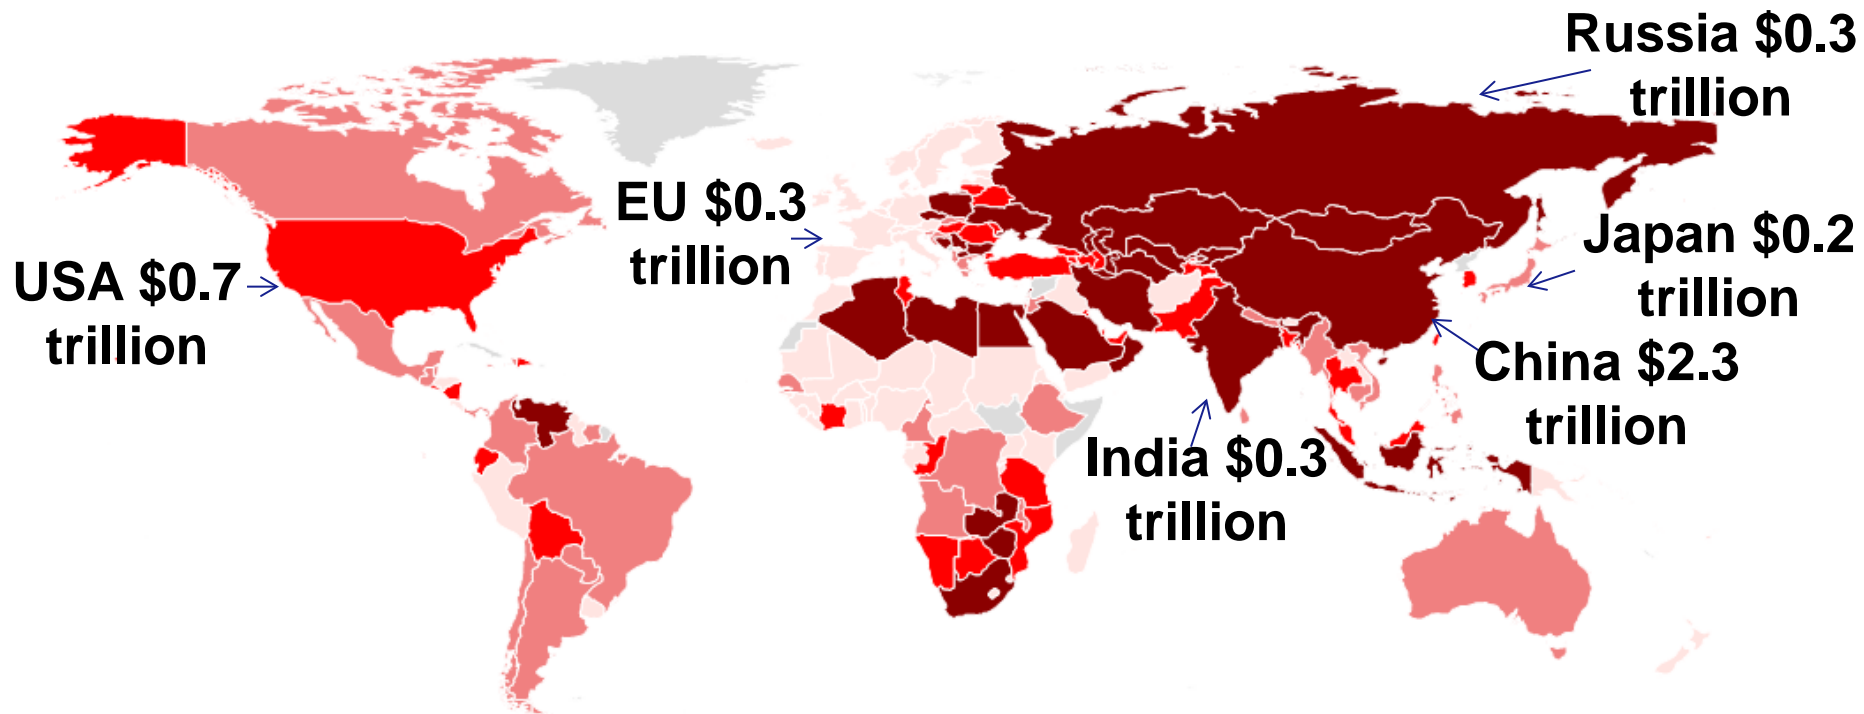 Russia $0.3
trillion
EU $0.3
trillion
Japan $0.2
trillion
USA $0.7
trillion
China $2.3
trillion
India $0.3
trillion